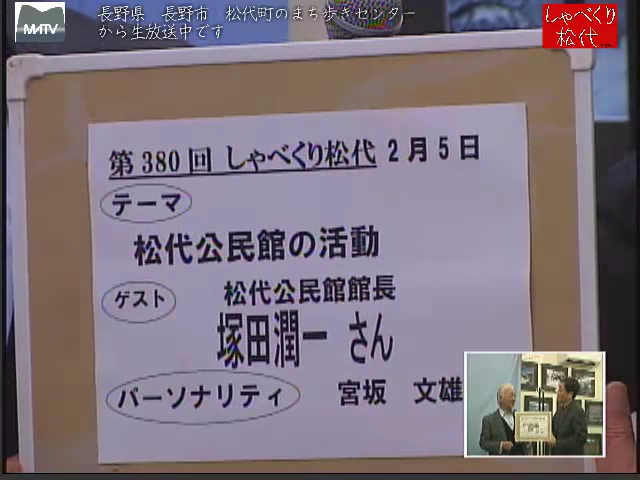 MATV
長野県　長野市　松代町のまち歩きセンター
から生放送中です
しゃべくり
松代
第380回 しゃべくり松代 2月5日
テーマ
松代公民館の活動
ゲスト
松代公民館館長
塚田潤一 さん
パーソナリティ
宮坂　文雄